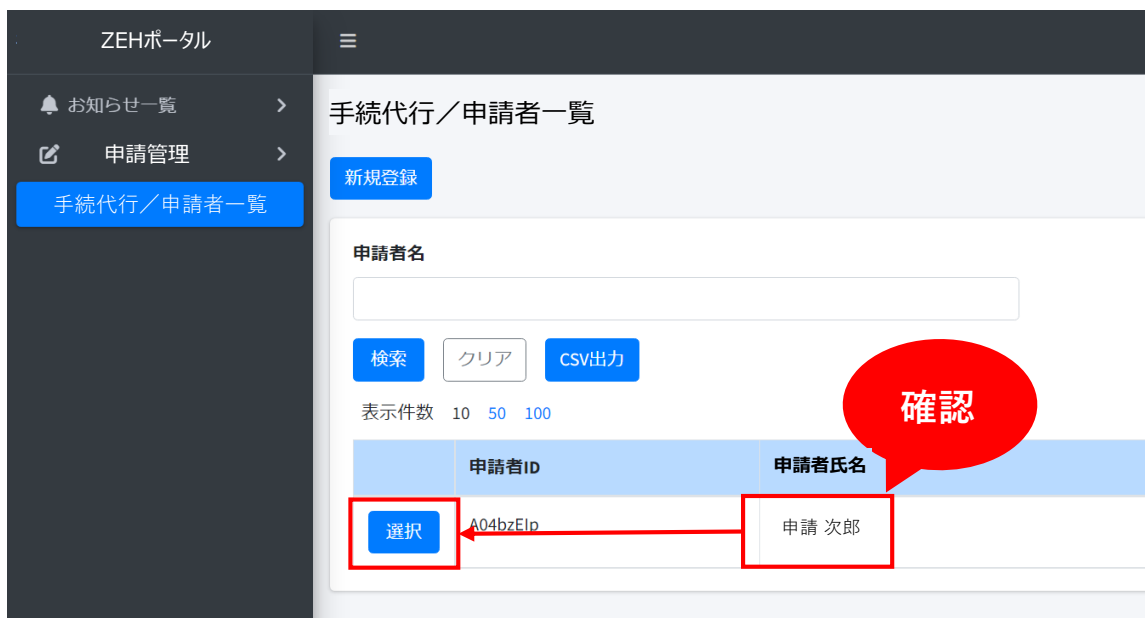 ZEHポータル
お知らせ一覧
申請管理
手続代行／申請者一覧
手続代行／申請者一覧
新規登録
申請者名
検索 クリア CSV出力
表示件数 10 50 100
確認
申請者ID 申請者氏名
選択 A04bzEIp 申請 次郎